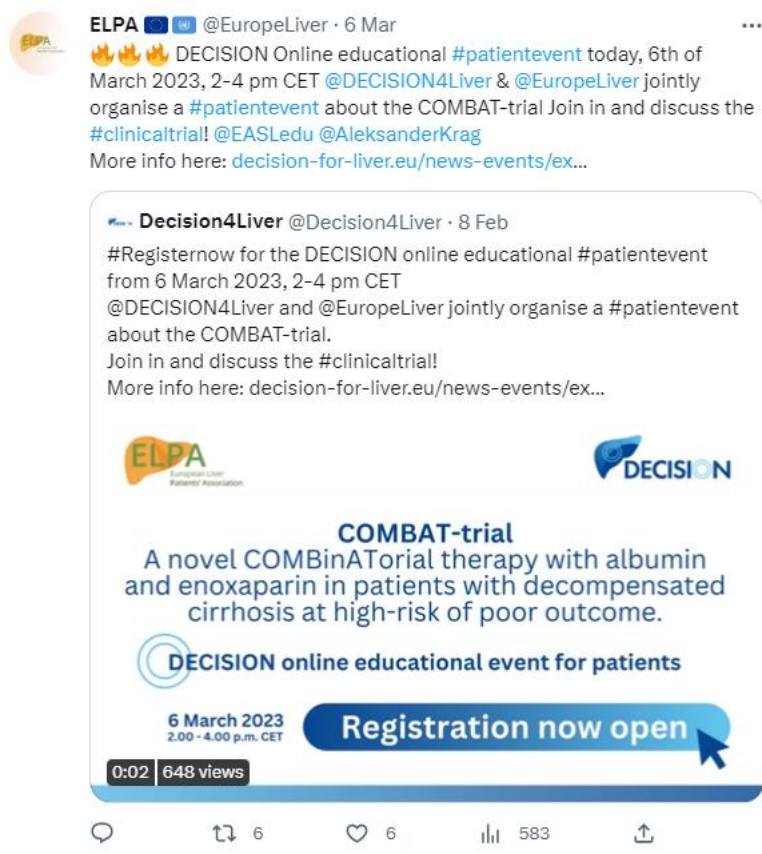 ELPA @EuropeLiver · 6 Mar
DECISION Online educational #patientevent today, 6th of
March 2023, 2-4 pm CET @DECISION4Liver & @EuropeLiver jointly
organise a #patientevent about the COMBAT-trial Join in and discuss the
#clinicaltrial! @EASLedu @AleksanderKrag
More info here: decision-for-liver.eu/news-events/ex...
Decision4Liver @Decision4Liver · 8 Feb
#Registernow for the DECISION online educational #patientevent
from 6 March 2023, 2-4 pm CET
@DECISION4Liver and @EuropeLiver jointly organise a #patientevent
about the COMBAT-trial.
Join in and discuss the #clinicaltrial!
More info here: decision-for-liver.eu/news-events/ex...
ELPA
European Liver
Patients' Association
DECISION
COMBAT-trial
A novel COMBinATorial therapy with albumin
and enoxaparin in patients with decompensated
cirrhosis at high-risk of poor outcome.
DECISION online educational event for patients
6 March 2023
2.00 - 4.00 p.m. CET
Registration now open
0:02 648 views
6 6 583